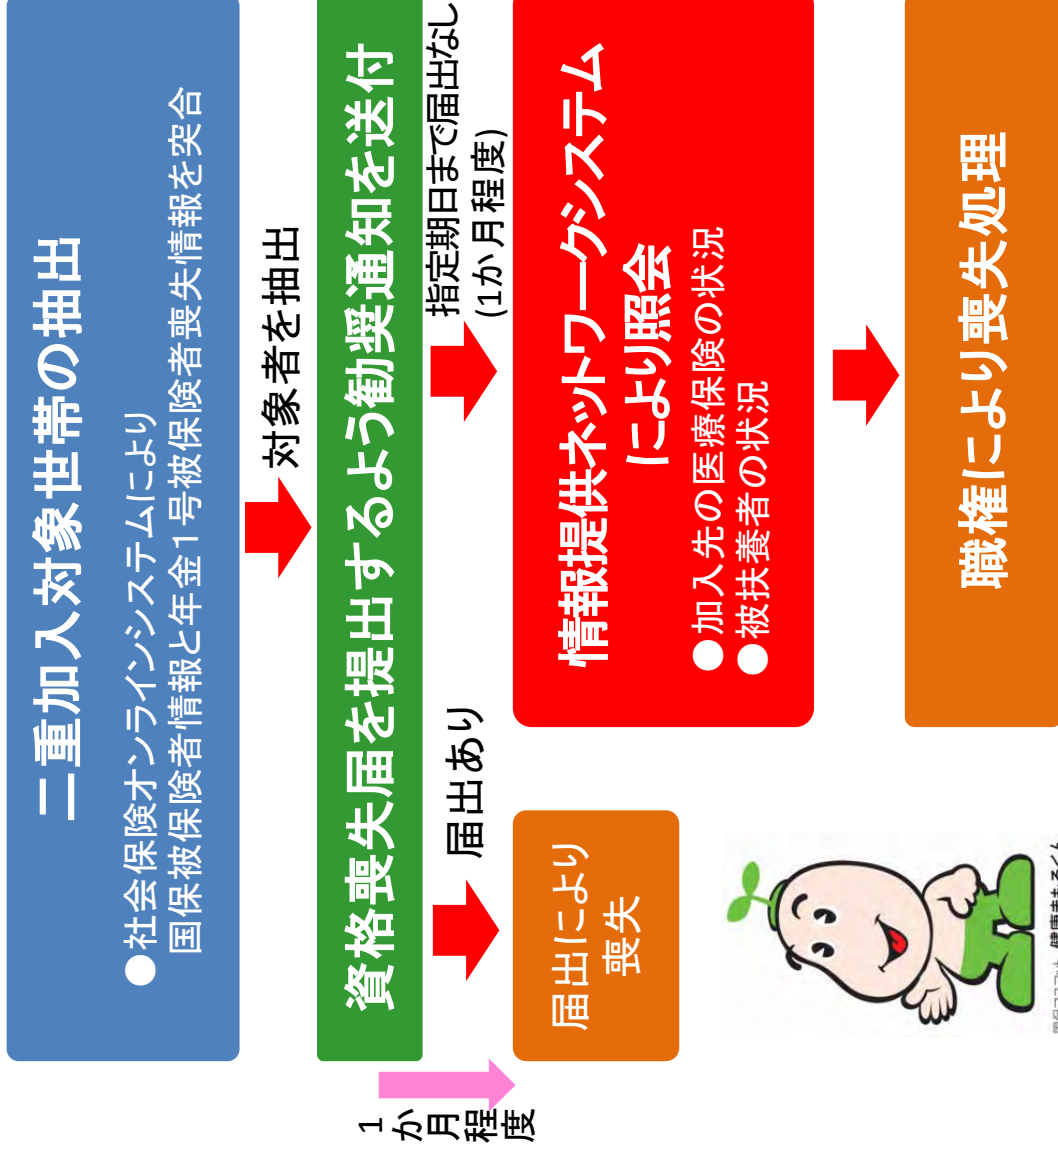 二重加入対象世帯の抽出
●社会保険オンラインシステムにより
国保被保険者情報と年金1号被保険者喪失情報を突合
対象者を抽出
資格喪失届を提出するよう勧奨通知を送付
1か月程度
届出あり
指定期日まで届出なし
(1か月程度)
届出により
喪失
情報提供ネットワークシステム
により照会
●加入先の医療保険の状況
●被扶養者の状況
職権により喪失処理